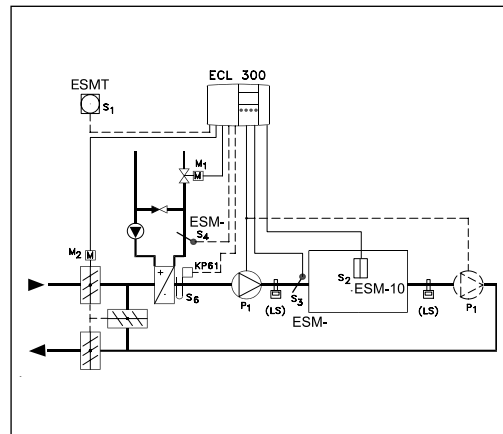 ECL 300
ESMT
S1
M1
M
ESM-
S4
M2
M
KP61
+
-
S6
P1
(LS)
S3
ESM-
S2
ESM-10
(LS)
P1